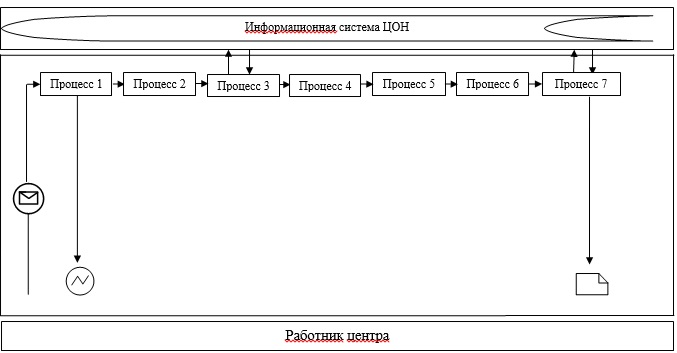 Информационная система ЦОН
Процесс 1 Процесс 2 Процесс 3 Процесс 4 Процесс 5 Процесс 6 Процесс 7
Работник центра